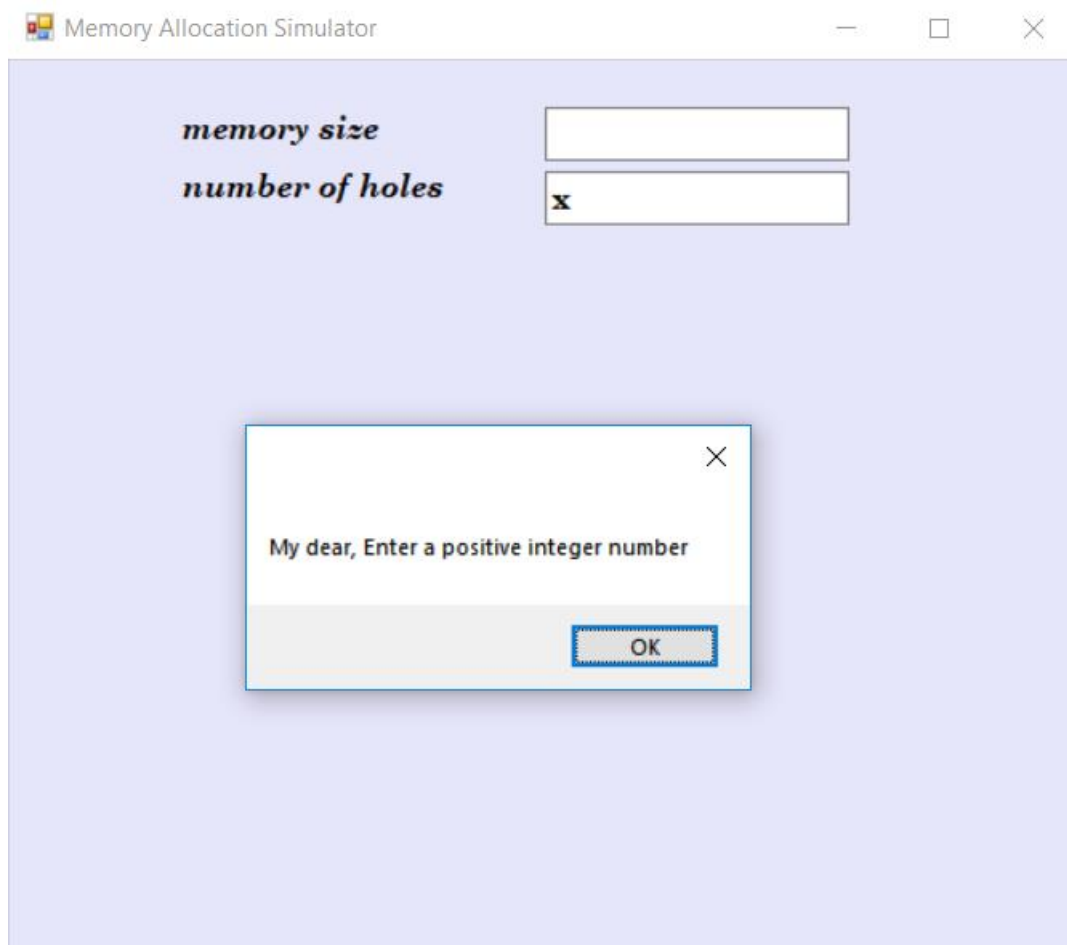 Memory Allocation Simulator
memory size
number of holes
x
My dear, Enter a positive integer number
OK